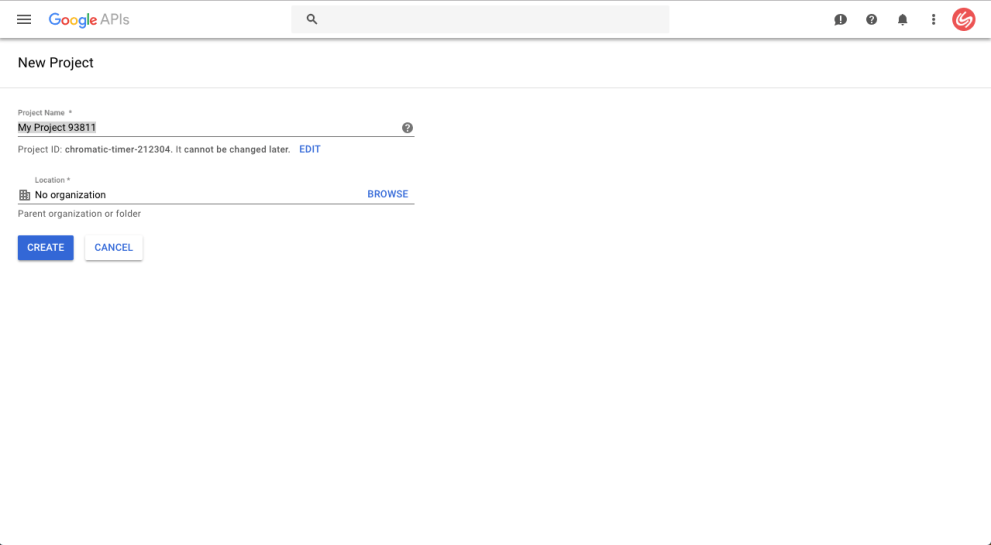 Google APIs
New Project
Project Name *
My Project 93811
Project ID: chromatic-timer-212304. It cannot be changed later. EDIT
Location *
No organization BROWSE
Parent organization or folder
CREATE CANCEL